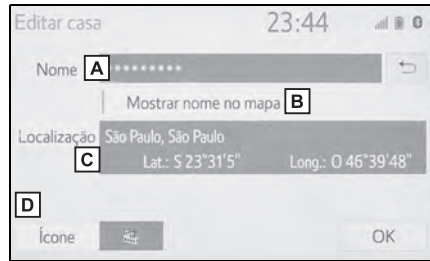 Editar casa 23:44
Nome A ********
Mostrar nome no mapa B
Localização São Paulo, São Paulo
C Lat.: S 23°31'5" Long.: O 46°39'48"
D
Ícone OK